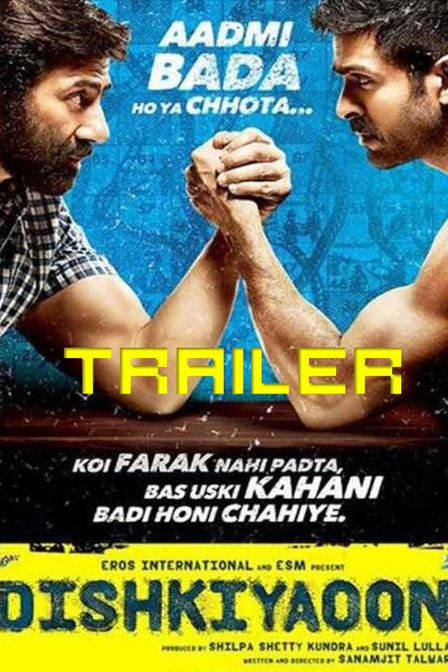 AADMI
BADA
HO YA CHHOTA...
TRAILER
KOI FARAK NAHI PADTA,
BAS USKI KAHANI
BADI HONI CHAHIYE.
EROS INTERNATIONAL AND ESM PRESENT
DISHKIYAOON
PRODUCED BY SHILPA SHETTY KUNDRA AND SUNIL LULLA
WRITTEN AND DIRECTED BY SANAMJIT TALWAR